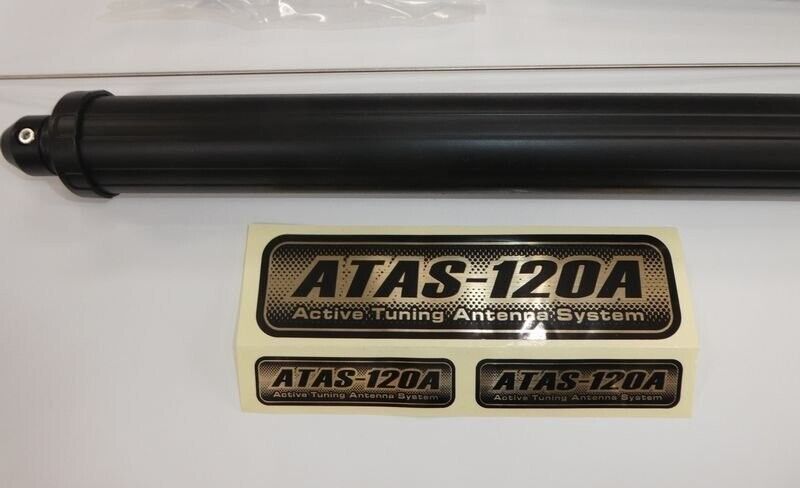 ATAS-120A
Active Tuning Antenna System
ATAS-120A
Active Tuning Antenna System
ATAS-120A
Active Tuning Antenna System